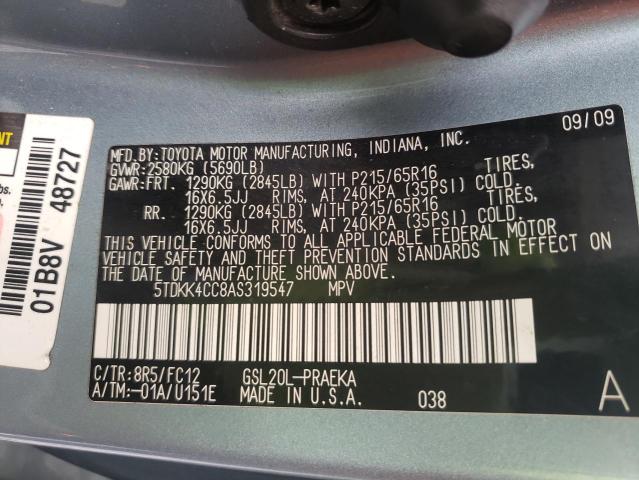 09/09
MFD.BY:TOYOTA MOTOR MANUFACTURING, INDIANA, INC.
GVWR:2580KG (5690LB)
GAWR:FRT. 1290KG (2845LB) WITH P215/65R16 TIRES,
16X6.5JJ RIMS, AT 240KPA (35PSI) COLD.
RR. 1290KG (2845LB) WITH P215/65R16 TIRES,
16X6.5JJ RIMS, AT 240KPA (35PSI) COLD.
THIS VEHICLE CONFORMS TO ALL APPLICABLE FEDERAL MOTOR
VEHICLE SAFETY AND THEFT PREVENTION STANDARDS IN EFFECT ON
THE DATE OF MANUFACTURE SHOWN ABOVE.
5TDKK4CC8AS319547 MPV
C/TR:8R5/FC12 GSL20L-PRAEKA
A/TM:-01A/U151E MADE IN U.S.A. 038 A
01B8V 48727